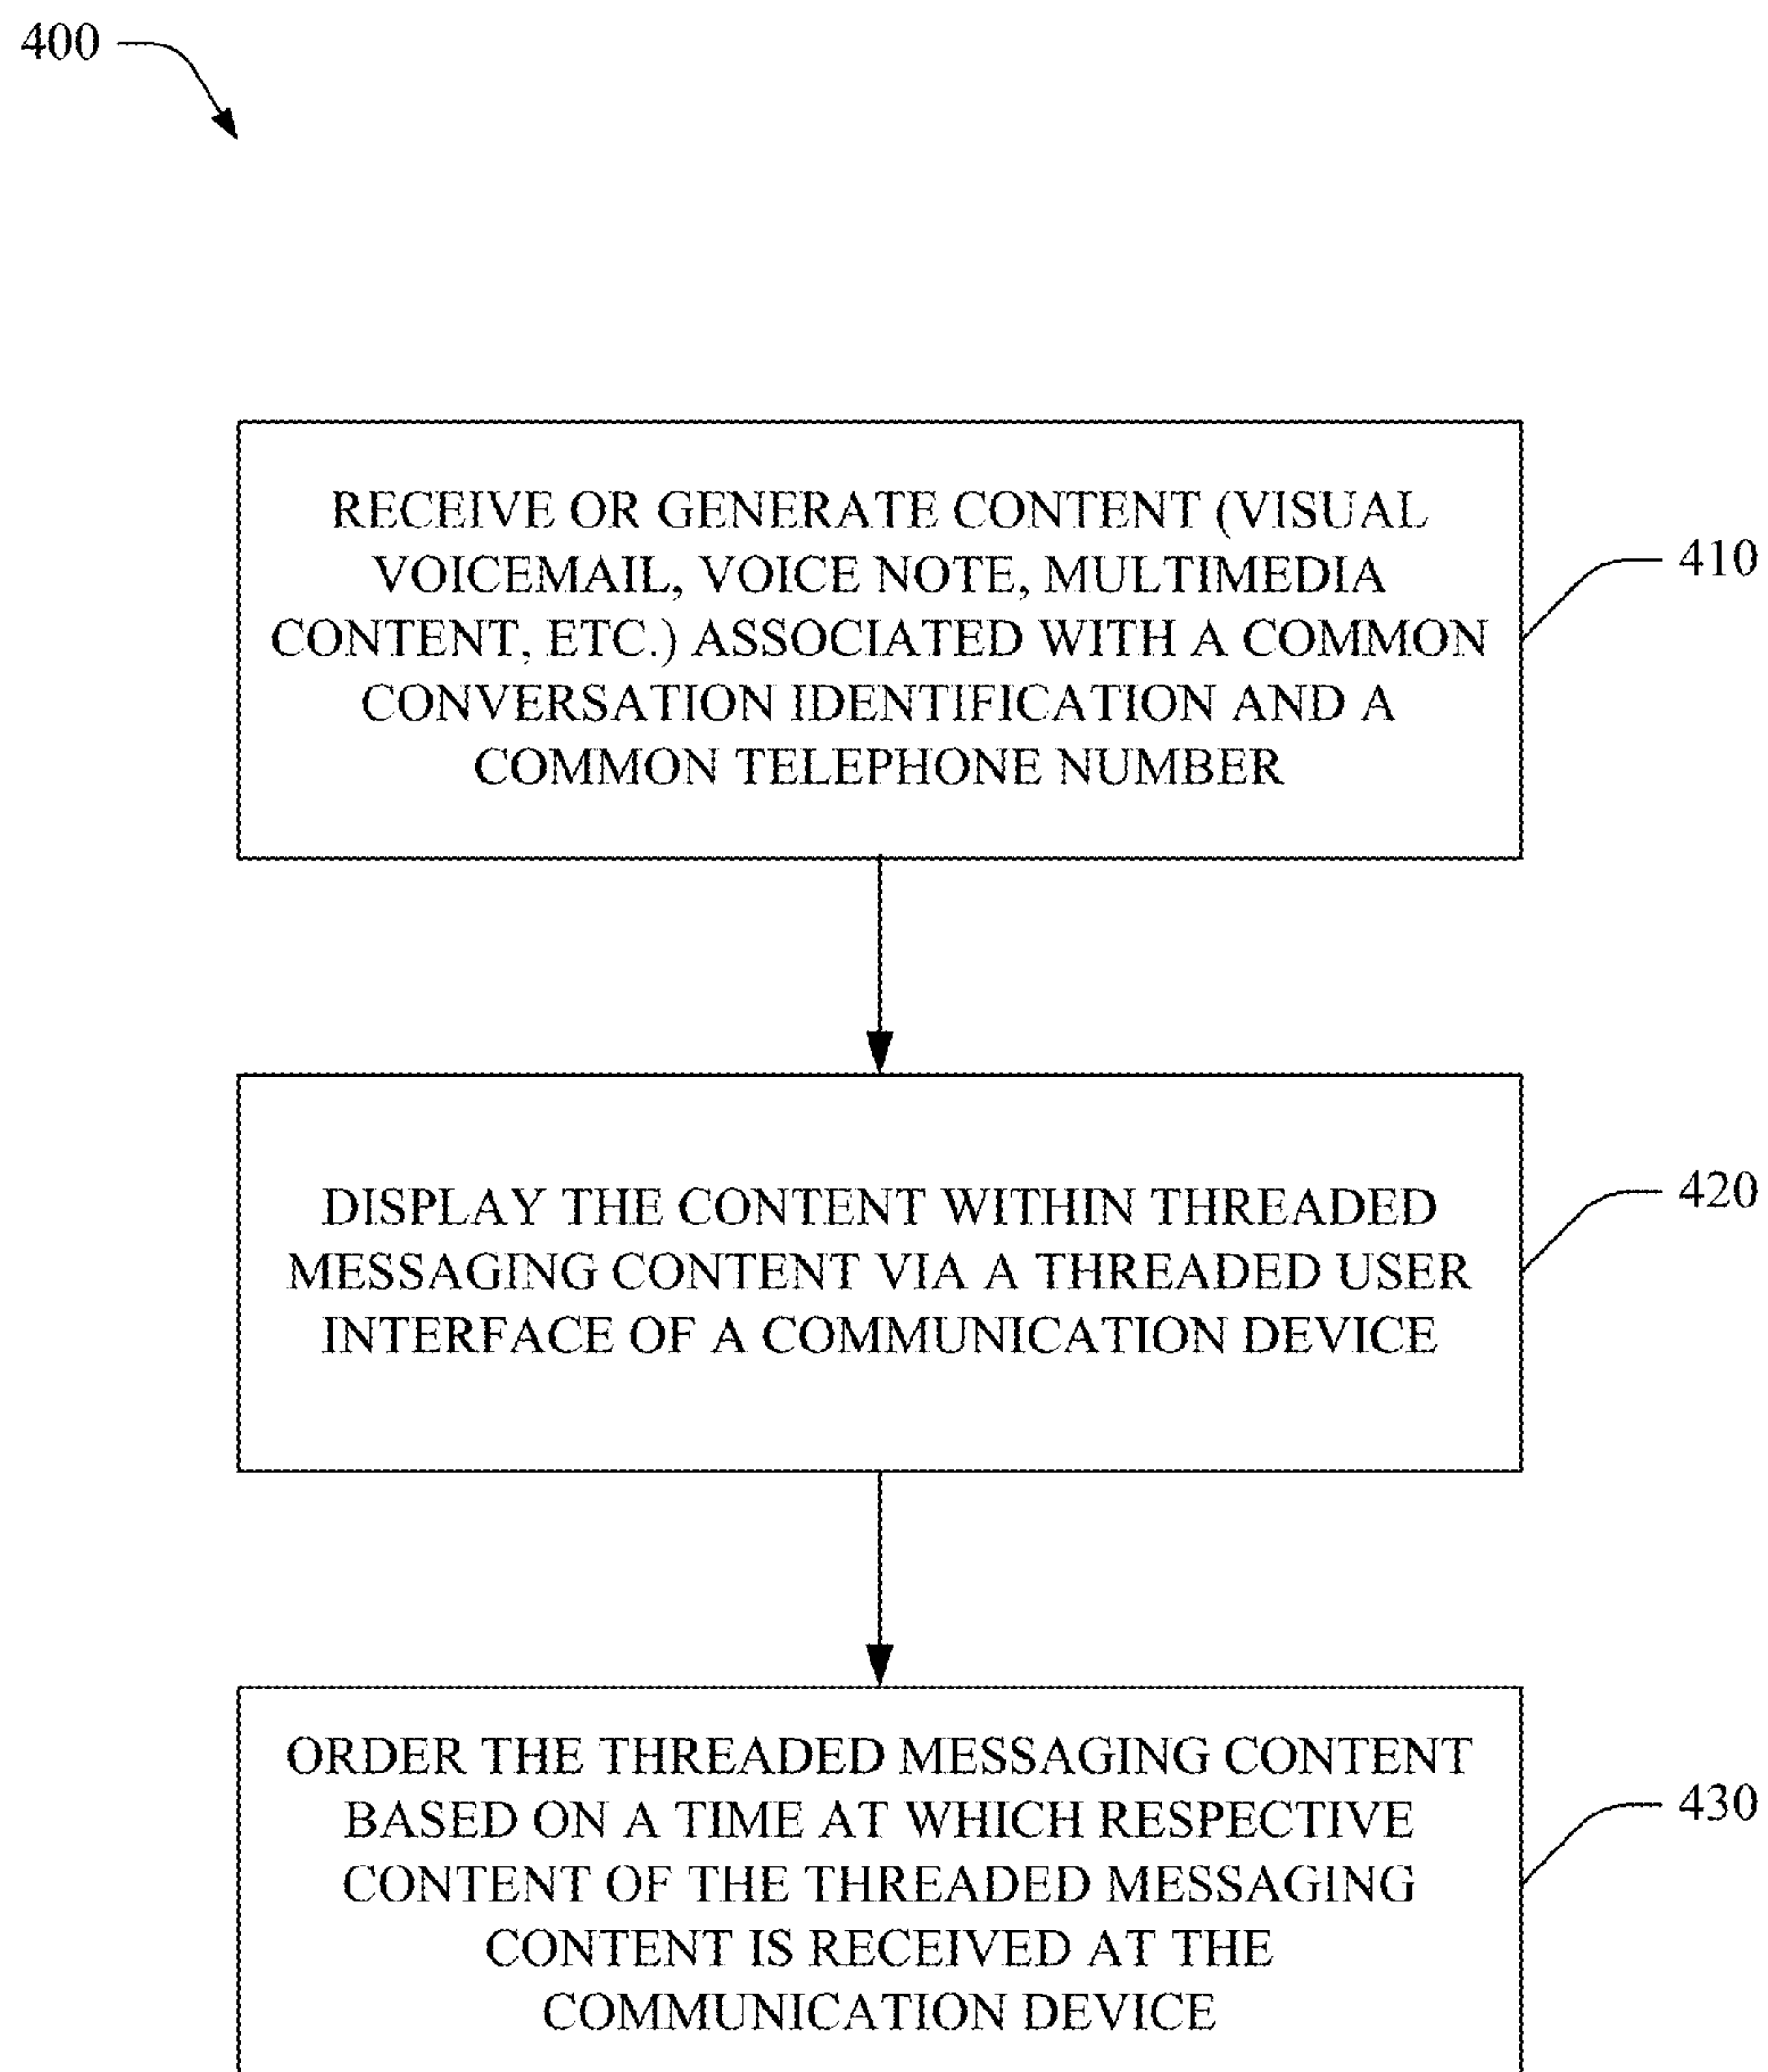 400
RECEIVE OR GENERATE CONTENT (VISUAL
VOICEMAIL, VOICE NOTE, MULTIMEDIA
CONTENT, ETC.) ASSOCIATED WITH A COMMON
CONVERSATION IDENTIFICATION AND A
COMMON TELEPHONE NUMBER
410
DISPLAY THE CONTENT WITHIN THREADED
MESSAGING CONTENT VIA A THREADED USER
INTERFACE OF A COMMUNICATION DEVICE
420
ORDER THE THREADED MESSAGING CONTENT
BASED ON A TIME AT WHICH RESPECTIVE
CONTENT OF THE THREADED MESSAGING
CONTENT IS RECEIVED AT THE
COMMUNICATION DEVICE
430